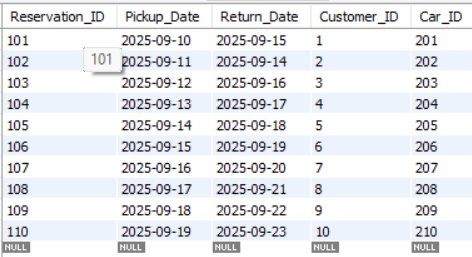 Reservation_ID Pickup_Date Return_Date Customer_ID Car_ID
101 2025-09-10 2025-09-15 1 201
102 101 2025-09-11 2025-09-14 2 202
103 2025-09-12 2025-09-16 3 203
104 2025-09-13 2025-09-17 4 204
105 2025-09-14 2025-09-18 5 205
106 2025-09-15 2025-09-19 6 206
107 2025-09-16 2025-09-20 7 207
108 2025-09-17 2025-09-21 8 208
109 2025-09-18 2025-09-22 9 209
110 2025-09-19 2025-09-23 10 210
NULL NULL NULL NULL NULL